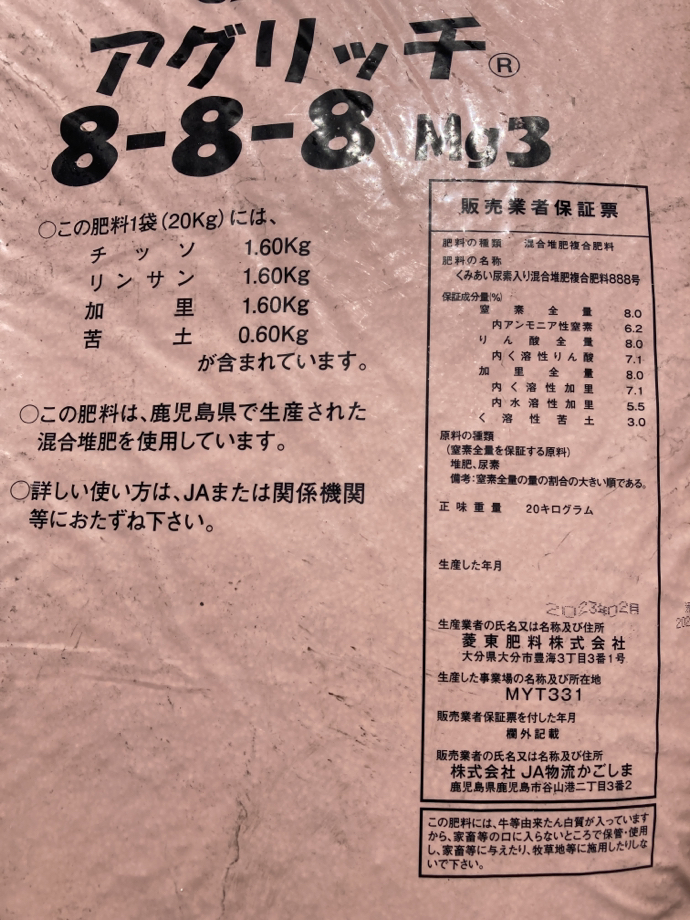 アグリッチ®
8-8-8 Mg3
○この肥料1袋(20Kg)には、
チッソ 1.60Kg
リンサン 1.60Kg
加里 1.60Kg
苦土 0.60Kg
が含まれています。
○この肥料は、鹿児島県で生産された
混合堆肥を使用しています。
○詳しい使い方は、JAまたは関係機関
等におたずね下さい。
販売業者保証票
肥料の種類 混合堆肥複合肥料
肥料の名称
くみあい尿素入り混合堆肥複合肥料888号
保証成分量(%)
窒素全量 8.0
内アンモニア性窒素 6.2
りん酸全量 8.0
内く溶性りん酸 7.1
加里全量 8.0
内く溶性加里 7.1
内水溶性加里 5.5
く溶性苦土 3.0
原料の種類
(窒素全量を保証する原料)
堆肥、尿素
備考:窒素全量の量の割合の大きい順である。
正味重量 20キログラム
生産した年月
2023年02月
生産業者の氏名又は名称及び住所
菱東肥料株式会社
大分県大分市豊海3丁目3番1号
生産した事業場の名称及び所在地
MYT331
販売業者保証票を付した年月
欄外記載
販売業者の氏名又は名称及び住所
株式会社 JA物流かごしま
鹿児島県鹿児島市谷山港二丁目3番2
この肥料には、牛等由来たん白質が入っています
から、家畜等の口に入らないところで保管・使用
し、家畜等に与えたり、牧草地等に施用したりしな
いで下さい。